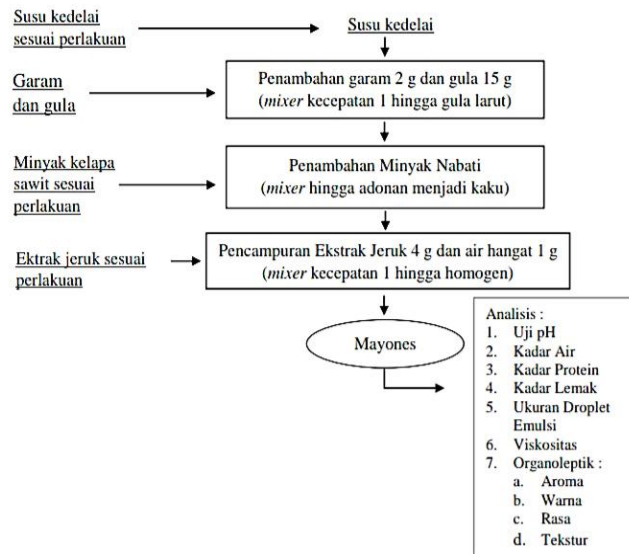 Susu kedelai
sesuai perlakuan
Susu kedelai
Garam
dan gula
Penambahan garam 2 g dan gula 15 g
(mixer kecepatan 1 hingga gula larut)
Minyak kelapa
sawit sesuai
perlakuan
Penambahan Minyak Nabati
(mixer hingga adonan menjadi kaku)
Ektrak jeruk sesuai
perlakuan
Pencampuran Ekstrak Jeruk 4 g dan air hangat 1 g
(mixer kecepatan 1 hingga homogen)
Mayones
Analisis :
1. Uji pH
2. Kadar Air
3. Kadar Protein
4. Kadar Lemak
5. Ukuran Droplet
Emulsi
6. Viskositas
7. Organoleptik :
a. Aroma
b. Warna
c. Rasa
d. Tekstur